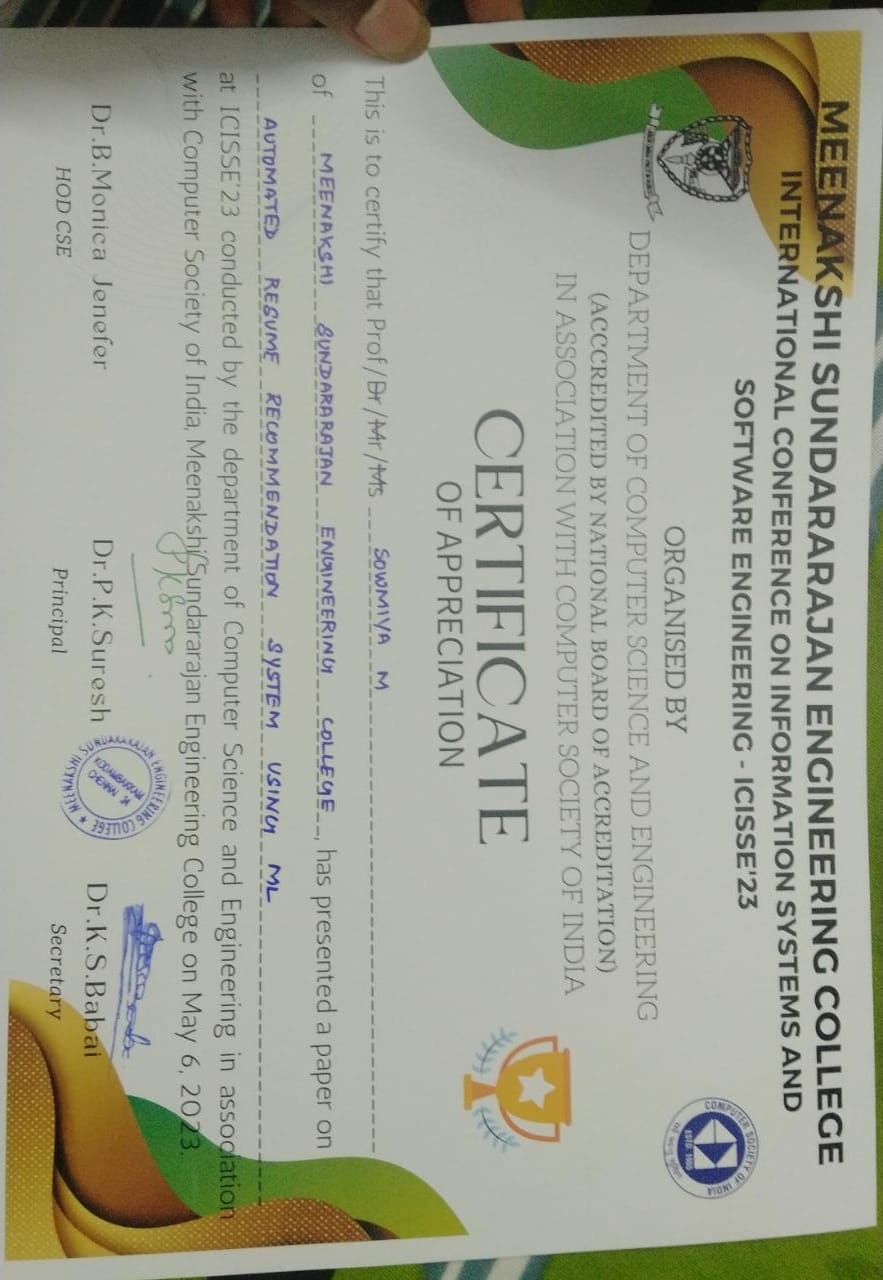 MEENAKSHI SUNDARARAJAN ENGINEERING COLLEGE
INTERNATIONAL CONFERENCE ON INFORMATION SYSTEMS AND
SOFTWARE ENGINEERING - ICISSE'23
COMPUTER SOCIETY OF INDIA
ESTD. 1965
ORGANISED BY
DEPARTMENT OF COMPUTER SCIENCE AND ENGINEERING
(ACCCREDITED BY NATIONAL BOARD OF ACCREDITATION)
IN ASSOCIATION WITH COMPUTER SOCIETY OF INDIA
CERTIFICATE
OF APPRECIATION
This is to certify that Prof/Dr/Mr/Ms SOWMIYA M
of MEENAKSHI SUNDARARAJAN ENGINEERING COLLEGE, has presented a paper on
AUTOMATED RESUME RECOMMENDATION SYSTEM USING ML
at ICISSE'23 conducted by the department of Computer Science and Engineering in association
with Computer Society of India, Meenakshi Sundararajan Engineering College on May 6, 2023.
MEENAKSHI SUNDARARAJAN ENGINEERING COLLEGE
KODAMBAKKAM
CHENNAI 24
Dr.B.Monica Jenefer Dr.P.K.Suresh Dr.K.S.Babai
HOD CSE Principal Secretary